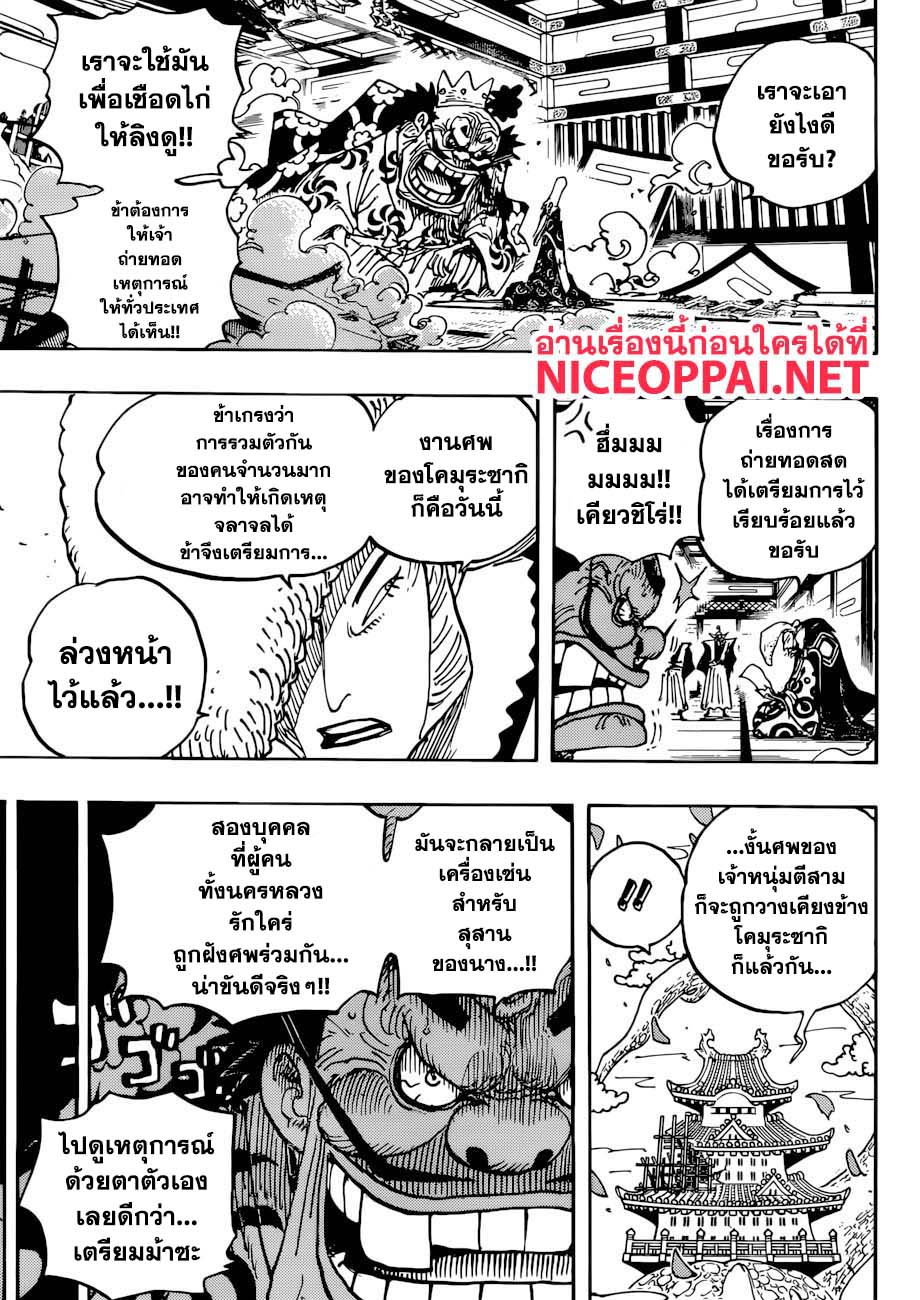 เราจะเอา
ยังไงดี
ขอรับ?
เราจะใช้มัน
เพื่อเชือดไก่
ให้ลิงดู!!
ข้าต้องการ
ให้เจ้า
ถ่ายทอด
เหตุการณ์
ให้ทั่วประเทศ
ได้เห็น!!
อ่านเรื่องนี้ก่อนใครได้ที่
NICEOPPAI.NET
เรื่องการ
ถ่ายทอดสด
ได้เตรียมการไว้
เรียบร้อยแล้ว
ขอรับ
ฮึ่มมม
มมมม!!
เคียวชิโร่!!
งานศพ
ของโคมุระซากิ
ก็คือวันนี้
ข้าเกรงว่า
การรวมตัวกัน
ของคนจำนวนมาก
อาจทำให้เกิดเหตุ
จลาจลได้
ข้าจึงเตรียมการ...
ล่วงหน้า
ไว้แล้ว...!!
...งั้นศพของ
เจ้าหนุ่มตีสาม
ก็จะถูกวางเคียงข้าง
โคมุระซากิ
ก็แล้วกัน...
!!
มันจะกลายเป็น
เครื่องเซ่น
สำหรับ
สุสาน
ของนาง...!!
สองบุคคล
ที่ผู้คน
ทั้งนครหลวง
รักใคร่
ถูกฝังศพร่วมกัน...
น่าขันดีจริงๆ!!
ゴゴ
ゴゴ
ไปดูเหตุการณ์
ด้วยตาตัวเอง
เลยดีกว่า...
เตรียมม้าซะ